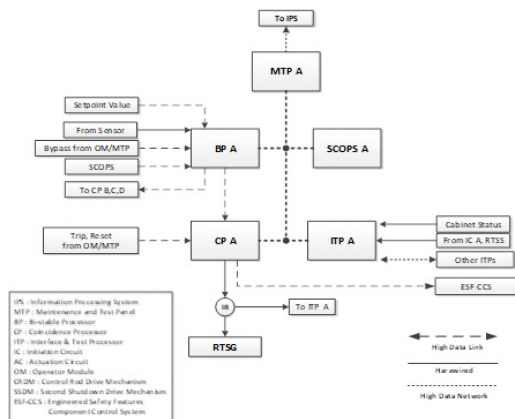 To IPS
MTP A
Setpoint Value
From Sensor
Bypass from OM/MTP
SCOPS
To CP B,C,D
BP A
SCOPS A
Trip, Reset
from OM/MTP
CP A
ITP A
Cabinet Status
From IC A, RTSS
Other ITPs
ESF-CCS
IR
To ITP A
RTSG
IPS : Information Processing System
MTP : Maintenance and Test Panel
BP : Bi-stable Processor
CP : Coincidence Processor
ITP : Interface & Test Processor
IC : Initiation Circuit
AC : Actuation Circuit
OM : Operator Module
CRDM : Control Rod Drive Mechanism
SSDM : Second Shutdown Drive Mechanism
ESF-CCS : Engineered Safety Features
Component Control System
High Data Link
Harewired
High Data Network